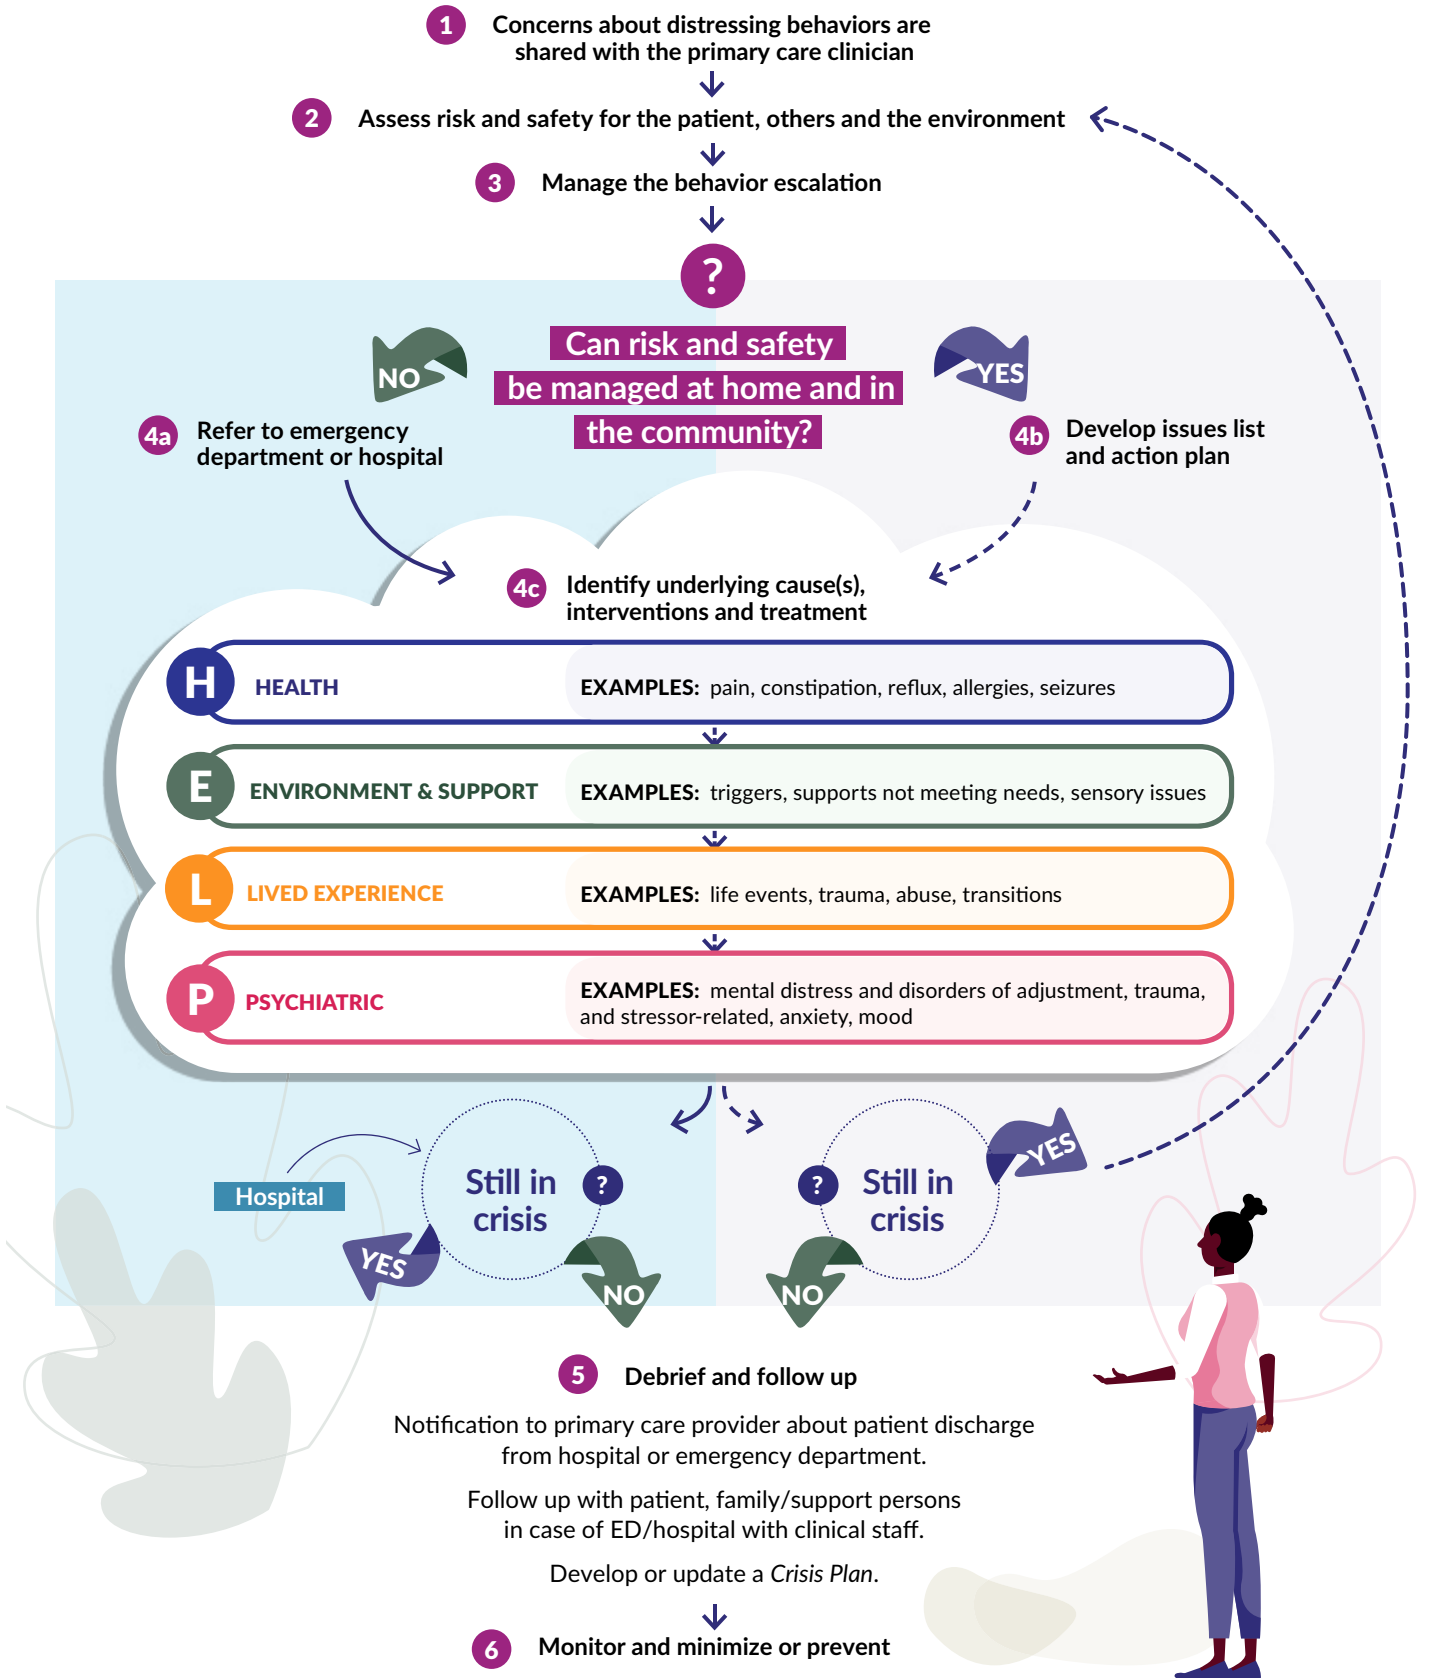 1 Concerns about distressing behaviors are
shared with the primary care clinician
2 Assess risk and safety for the patient, others and the environment
3 Manage the behavior escalation
?
Can risk and safety
be managed at home and in
the community?
NO
YES
4a Refer to emergency
department or hospital
4b Develop issues list
and action plan
4c Identify underlying cause(s),
interventions and treatment
H HEALTH EXAMPLES: pain, constipation, reflux, allergies, seizures
E ENVIRONMENT & SUPPORT EXAMPLES: triggers, supports not meeting needs, sensory issues
L LIVED EXPERIENCE EXAMPLES: life events, trauma, abuse, transitions
P PSYCHIATRIC EXAMPLES: mental distress and disorders of adjustment, trauma,
and stressor-related, anxiety, mood
Hospital
Still in
crisis
?
YES
NO
?
Still in
crisis
YES
NO
5 Debrief and follow up
Notification to primary care provider about patient discharge
from hospital or emergency department.
Follow up with patient, family/support persons
in case of ED/hospital with clinical staff.
Develop or update a Crisis Plan.
6 Monitor and minimize or prevent